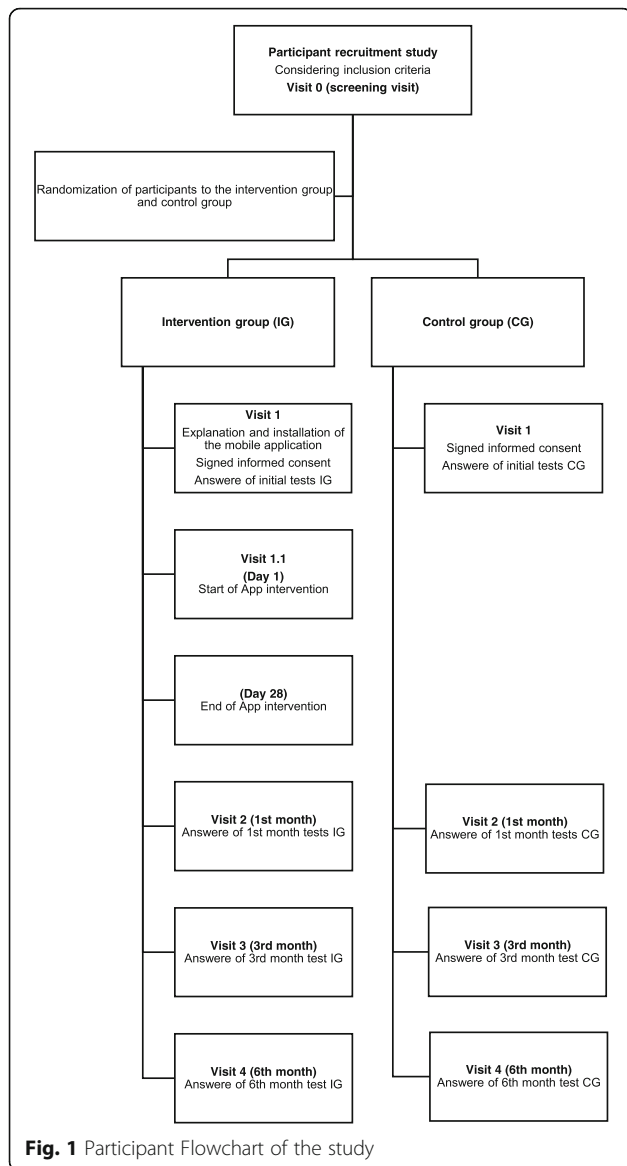 Participant recruitment study
Considering inclusion criteria
Visit 0 (screening visit)
Randomization of participants to the intervention group
and control group
Intervention group (IG)
Control group (CG)
Visit 1
Explanation and installation of
the mobile application
Signed informed consent
Answere of initial tests IG
Visit 1
Signed informed consent
Answere of initial tests CG
Visit 1.1
(Day 1)
Start of App intervention
(Day 28)
End of App intervention
Visit 2 (1st month)
Answere of 1st month tests IG
Visit 2 (1st month)
Answere of 1st month tests CG
Visit 3 (3rd month)
Answere of 3rd month test IG
Visit 3 (3rd month)
Answere of 3rd month test CG
Visit 4 (6th month)
Answere of 6th month test IG
Visit 4 (6th month)
Answere of 6th month test CG
Fig. 1 Participant Flowchart of the study